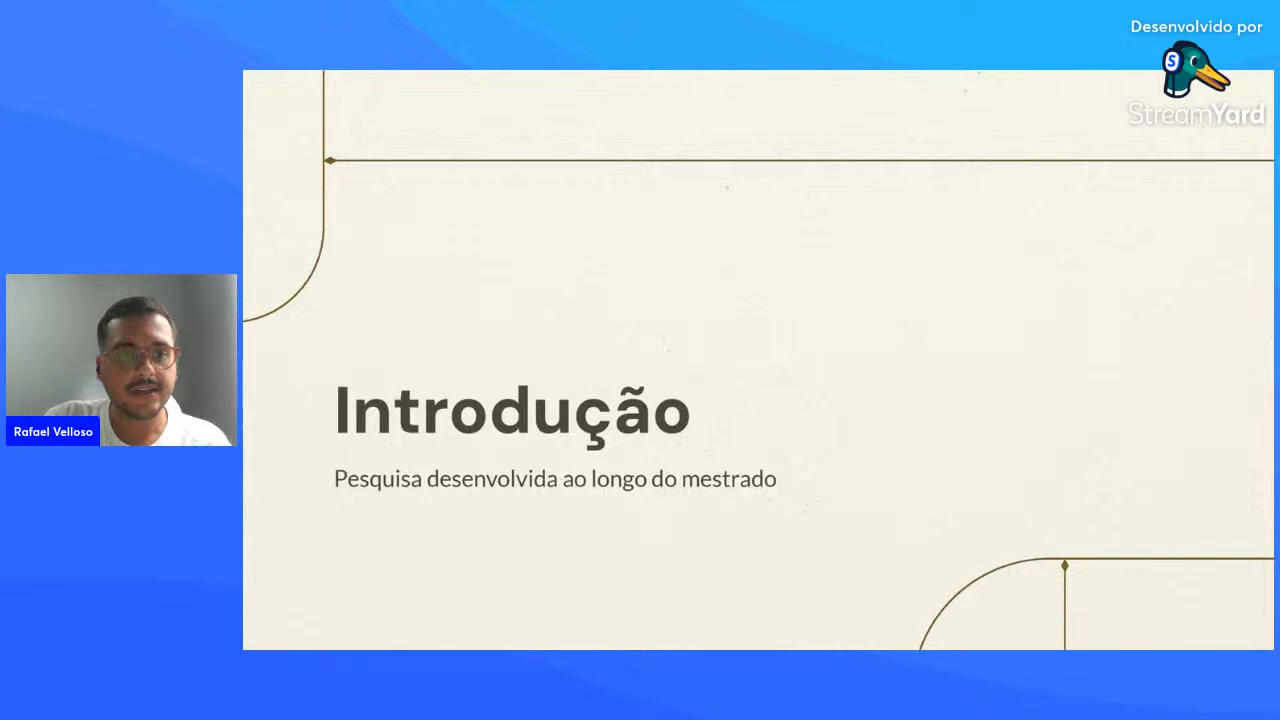 Desenvolvido por
S
StreamYard
Introdução
Pesquisa desenvolvida ao longo do mestrado
Rafael Velloso